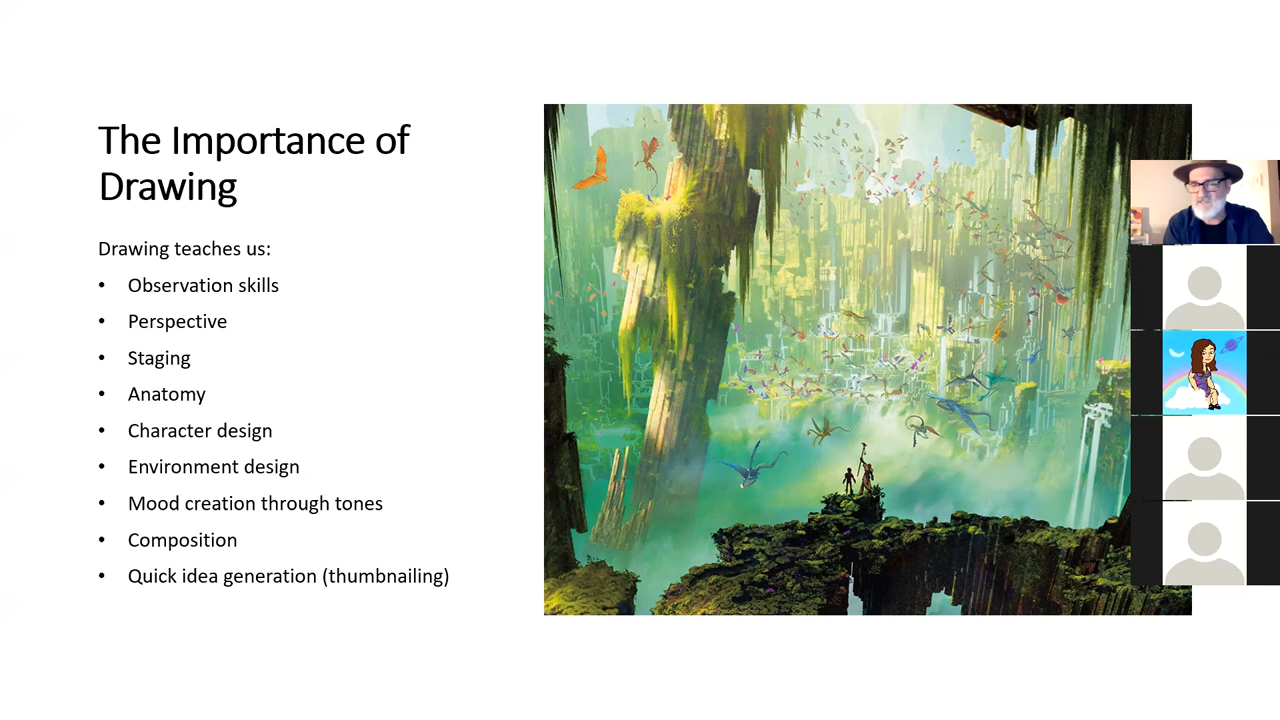 The Importance of
Drawing
Drawing teaches us:
• Observation skills
• Perspective
• Staging
• Anatomy
• Character design
• Environment design
• Mood creation through tones
• Composition
• Quick idea generation (thumbnailing)